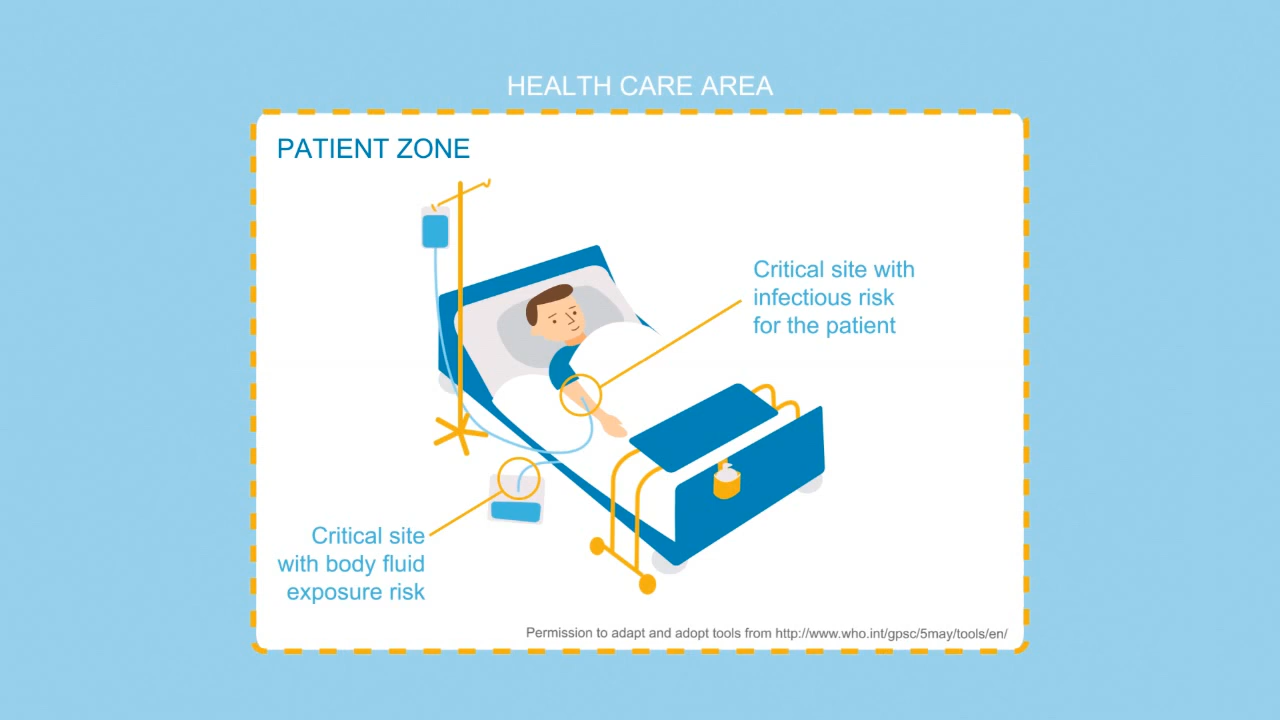 HEALTH CARE AREA
PATIENT ZONE
Critical site with
infectious risk
for the patient
Critical site
with body fluid
exposure risk
Permission to adapt and adopt tools from http://www.who.int/gpsc/5may/tools/en/